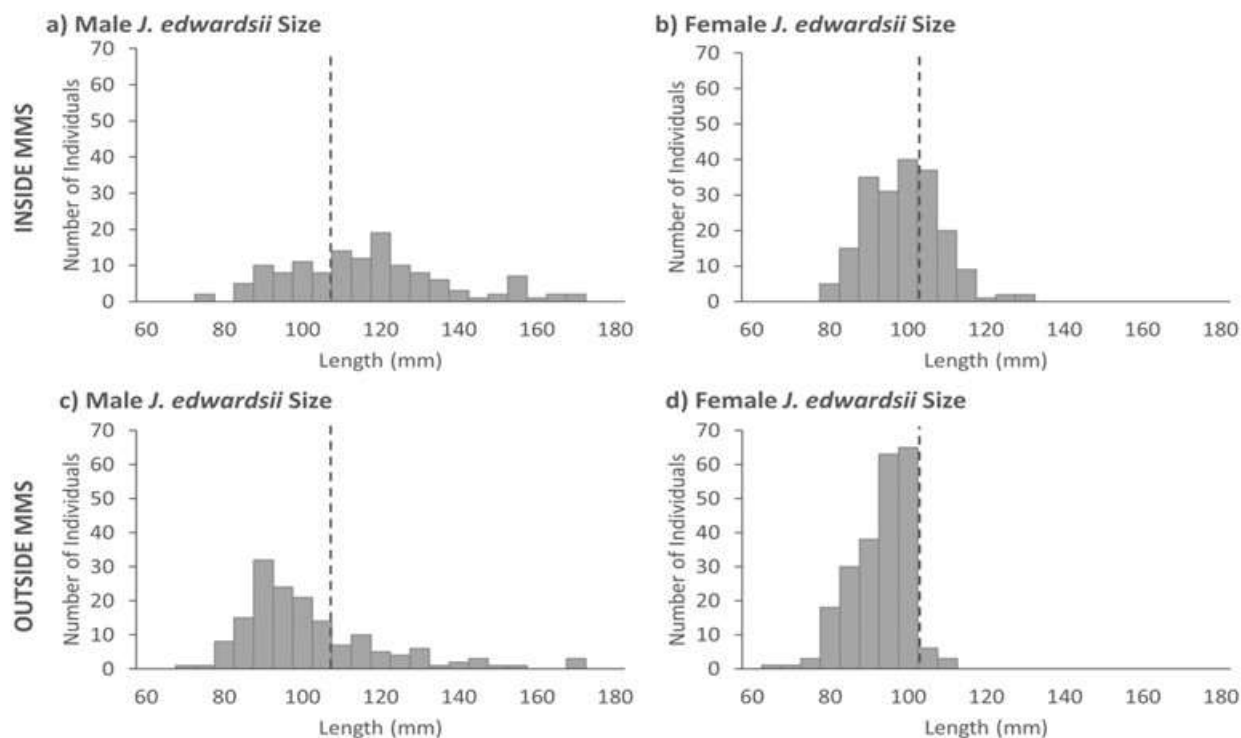 a) Male J. edwardsii Size
b) Female J. edwardsii Size
INSIDE MMS
Number of Individuals
70
60
50
40
30
20
10
0
60 80 100 120 140 160 180
Length (mm)
Number of Individuals
70
60
50
40
30
20
10
0
60 80 100 120 140 160 180
Length (mm)
c) Male J. edwardsii Size
d) Female J. edwardsii Size
OUTSIDE MMS
Number of Individuals
70
60
50
40
30
20
10
0
60 80 100 120 140 160 180
Length (mm)
Number of Individuals
70
60
50
40
30
20
10
0
60 80 100 120 140 160 180
Length (mm)